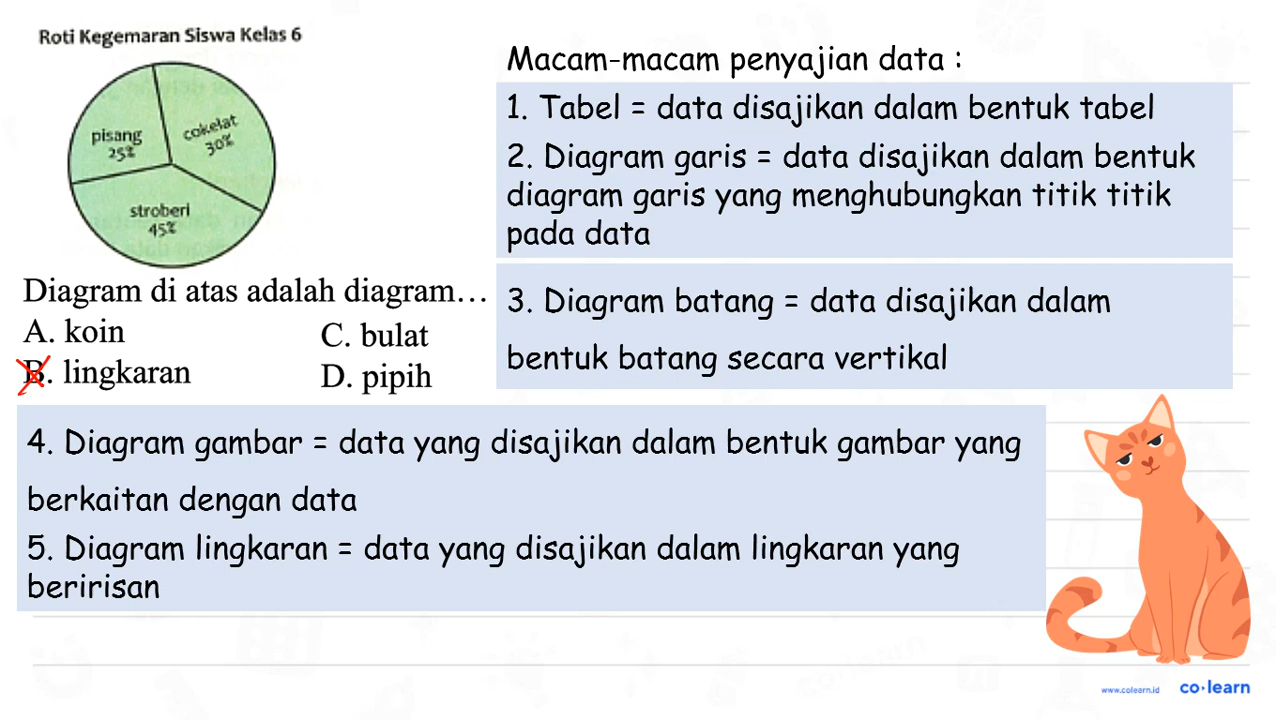 Roti Kegemaran Siswa Kelas 6
pisang
25%
cokelat
30%
stroberi
45%
Diagram di atas adalah diagram...
A. koin
C. bulat
B. lingkaran
D. pipih
Macam-macam penyajian data :
1. Tabel = data disajikan dalam bentuk tabel
2. Diagram garis = data disajikan dalam bentuk
diagram garis yang menghubungkan titik titik
pada data
3. Diagram batang = data disajikan dalam
bentuk batang secara vertikal
4. Diagram gambar = data yang disajikan dalam bentuk gambar yang
berkaitan dengan data
5. Diagram lingkaran = data yang disajikan dalam lingkaran yang
beririsan
www.colearn.id
co·learn